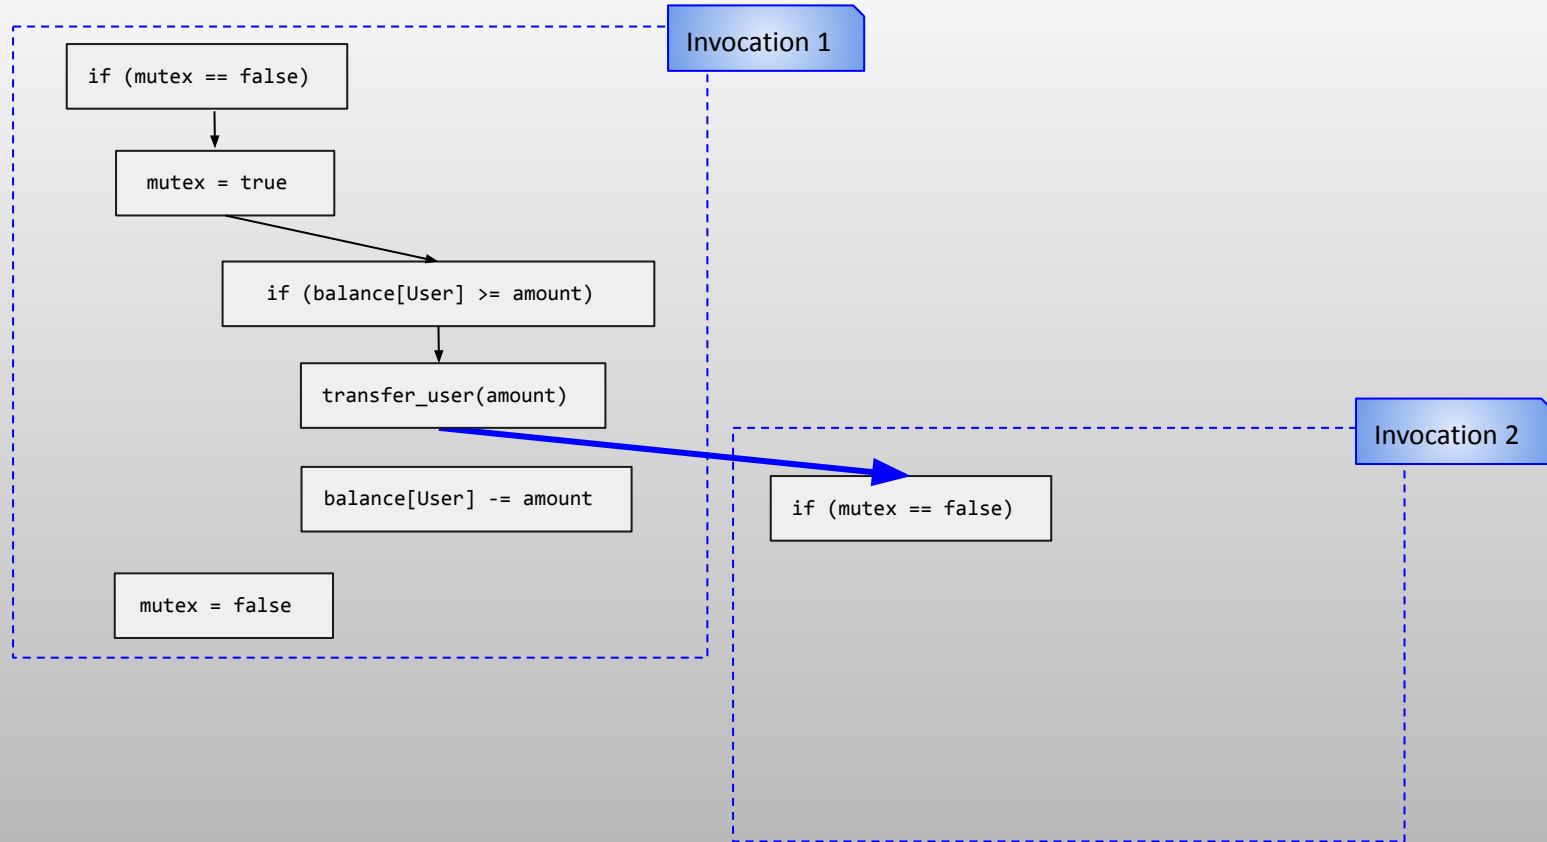 Invocation 1
if (mutex == false)
mutex = true
if (balance[User] >= amount)
transfer_user(amount)
balance[User] -= amount
mutex = false
Invocation 2
if (mutex == false)